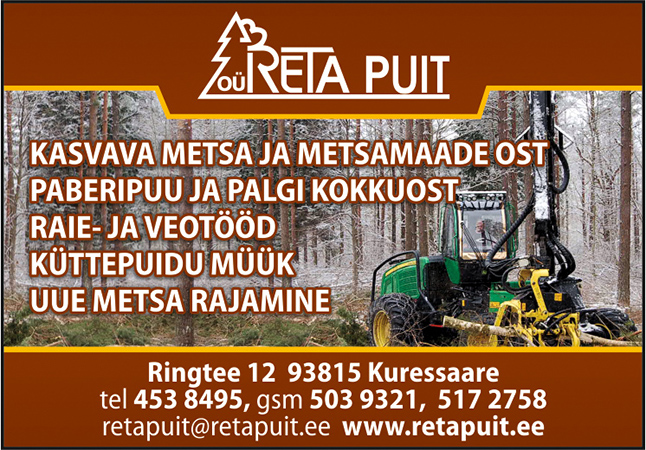 OÜ RETA PUIT
KASVAVA METSA JA METSAMAADE OST
PABERIPUU JA PALGI KOKKUOST
RAIE- JA VEOTÖÖD
KÜTTEPUIDU MÜÜK
UUE METSA RAJAMINE
Ringtee 12 93815 Kuressaare
tel 453 8495, gsm 503 9321, 517 2758
retapuit@retapuit.ee www.retapuit.ee